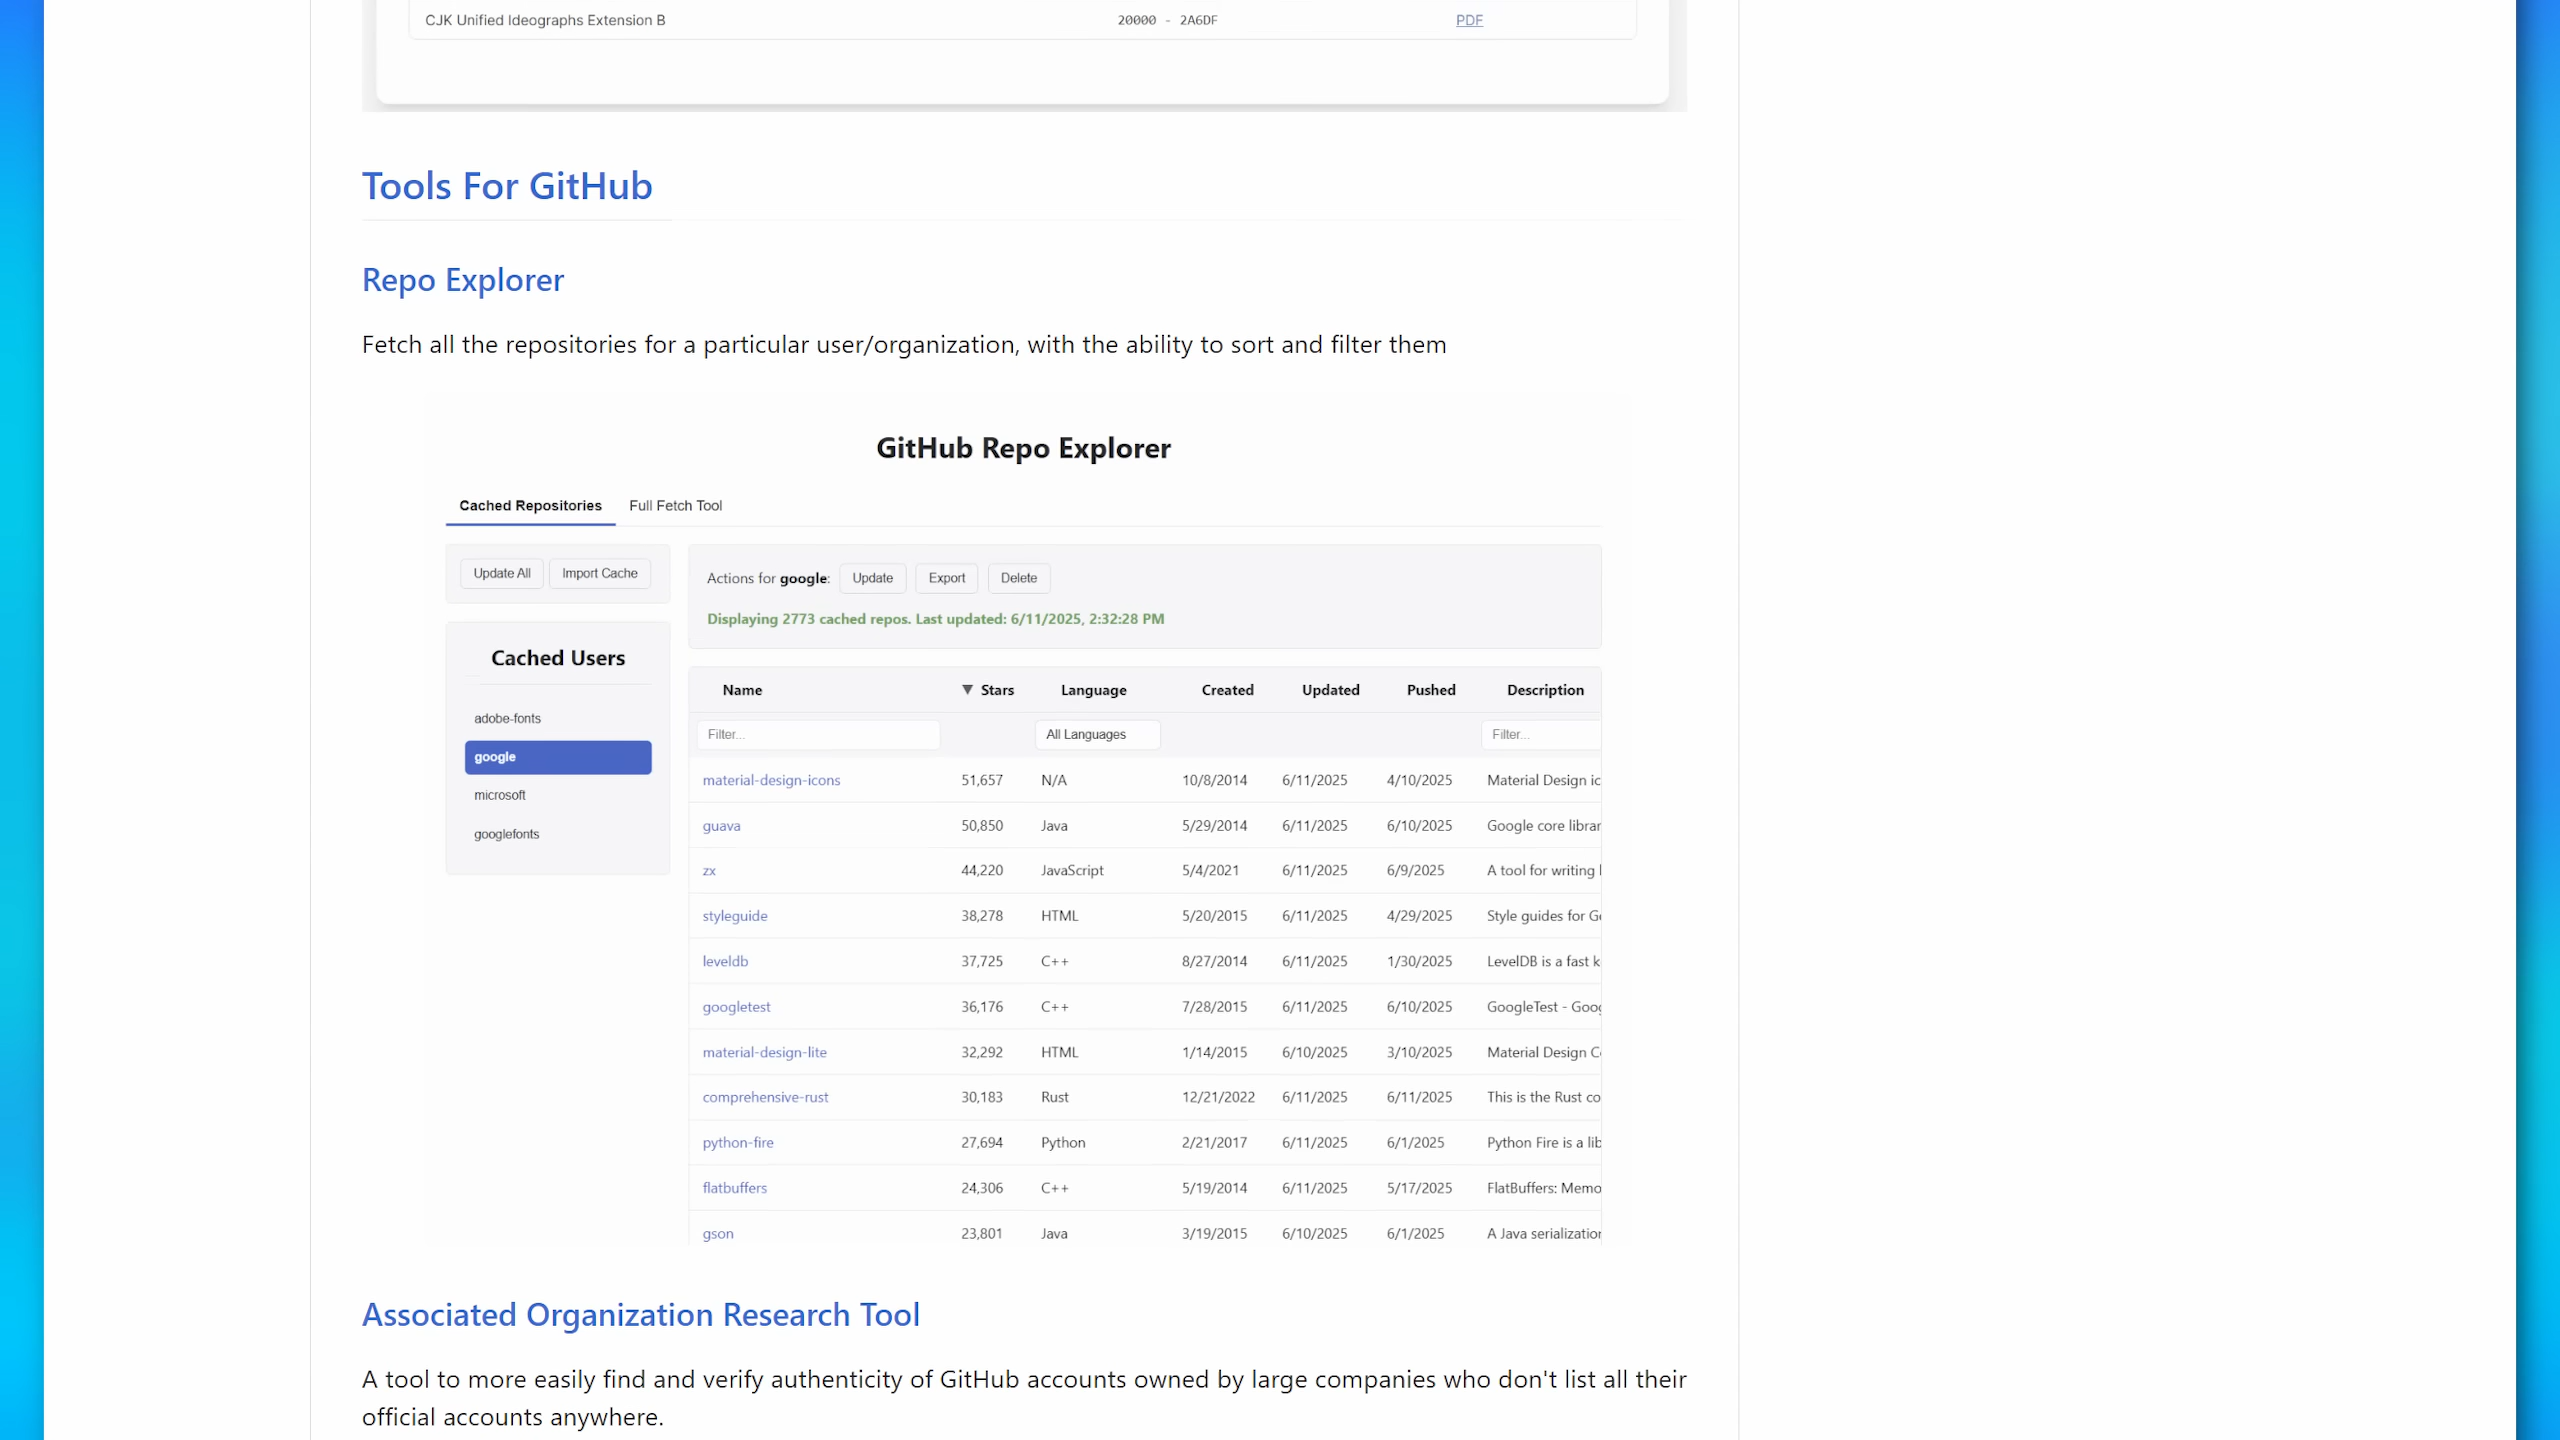 CJK Unified Ideographs Extension B 20000 - 2A6DF PDF
Tools For GitHub
Repo Explorer
Fetch all the repositories for a particular user/organization, with the ability to sort and filter them
GitHub Repo Explorer
Cached Repositories Full Fetch Tool
Update All Import Cache
Actions for google: Update Export Delete
Displaying 2773 cached repos. Last updated: 6/11/2025, 2:32:28 PM
Cached Users
adobe-fonts
google
microsoft
googlefonts
Name ▼ Stars Language Created Updated Pushed Description
Filter... All Languages Filter...
material-design-icons 51,657 N/A 10/8/2014 6/11/2025 4/10/2025 Material Design ic
guava 50,850 Java 5/29/2014 6/11/2025 6/10/2025 Google core librar
zx 44,220 JavaScript 5/4/2021 6/11/2025 6/9/2025 A tool for writing
styleguide 38,278 HTML 5/20/2015 6/11/2025 4/29/2025 Style guides for G
leveldb 37,725 C++ 8/27/2014 6/11/2025 1/30/2025 LevelDB is a fast k
googletest 36,176 C++ 7/28/2015 6/11/2025 6/10/2025 GoogleTest - Goog
material-design-lite 32,292 HTML 1/14/2015 6/10/2025 3/10/2025 Material Design C
comprehensive-rust 30,183 Rust 12/21/2022 6/11/2025 6/11/2025 This is the Rust co
python-fire 27,694 Python 2/21/2017 6/11/2025 6/1/2025 Python Fire is a lib
flatbuffers 24,306 C++ 5/19/2014 6/11/2025 5/17/2025 FlatBuffers: Memo
gson 23,801 Java 3/19/2015 6/10/2025 6/1/2025 A Java serialization
Associated Organization Research Tool
A tool to more easily find and verify authenticity of GitHub accounts owned by large companies who don't list all their
official accounts anywhere.